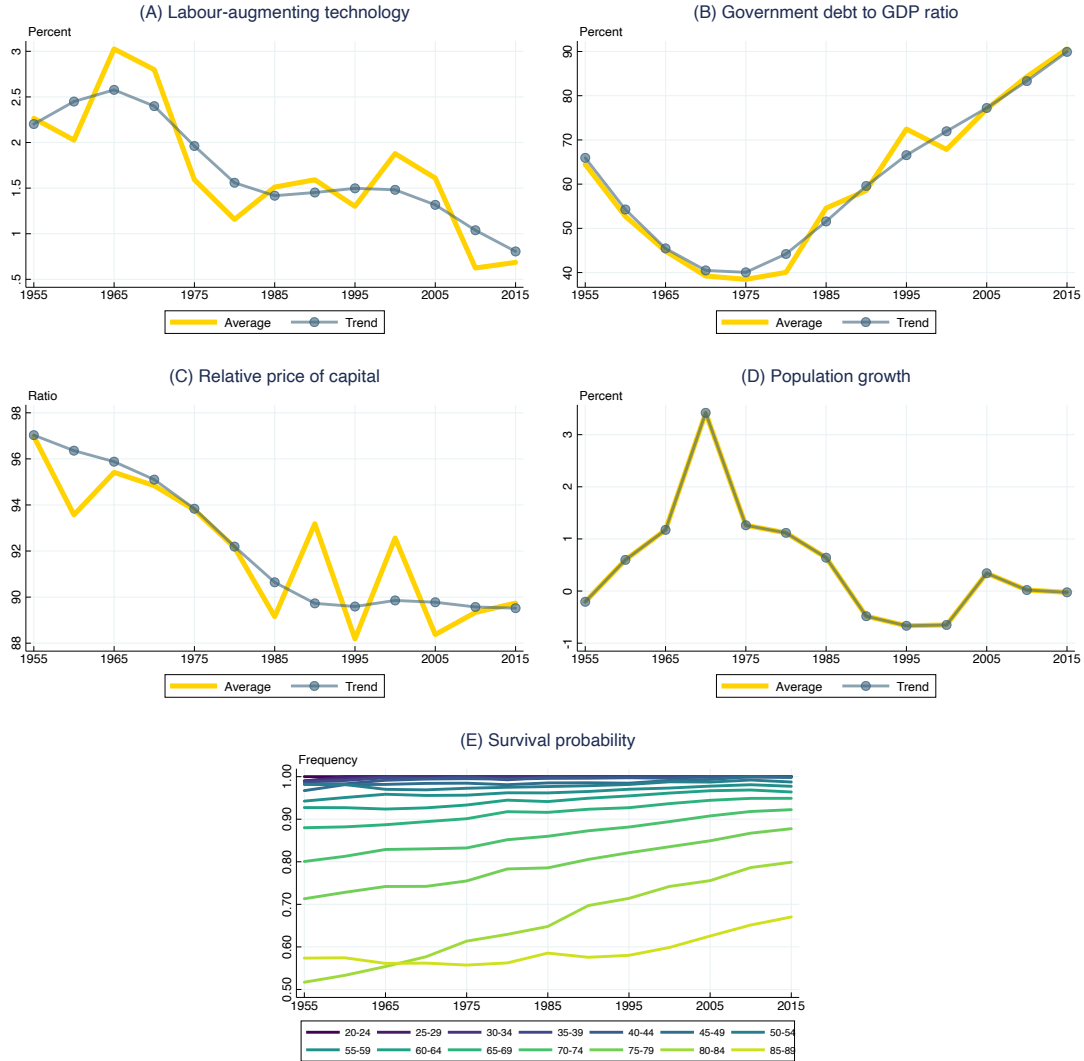 (A) Labour-augmenting technology
Percent
3
2.5
2
1.5
1
.5
1955 1965 1975 1985 1995 2005 2015
Average Trend
(B) Government debt to GDP ratio
Percent
90
80
70
60
50
40
1955 1965 1975 1985 1995 2005 2015
Average Trend
(C) Relative price of capital
Ratio
98
96
94
92
90
88
1955 1965 1975 1985 1995 2005 2015
Average Trend
(D) Population growth
Percent
3
2
1
0
-1
1955 1965 1975 1985 1995 2005 2015
Average Trend
(E) Survival probability
Frequency
1.00
0.90
0.80
0.70
0.60
0.50
1955 1965 1975 1985 1995 2005 2015
20-24 25-29 30-34 35-39 40-44 45-49 50-54
55-59 60-64 65-69 70-74 75-79 80-84 85-89